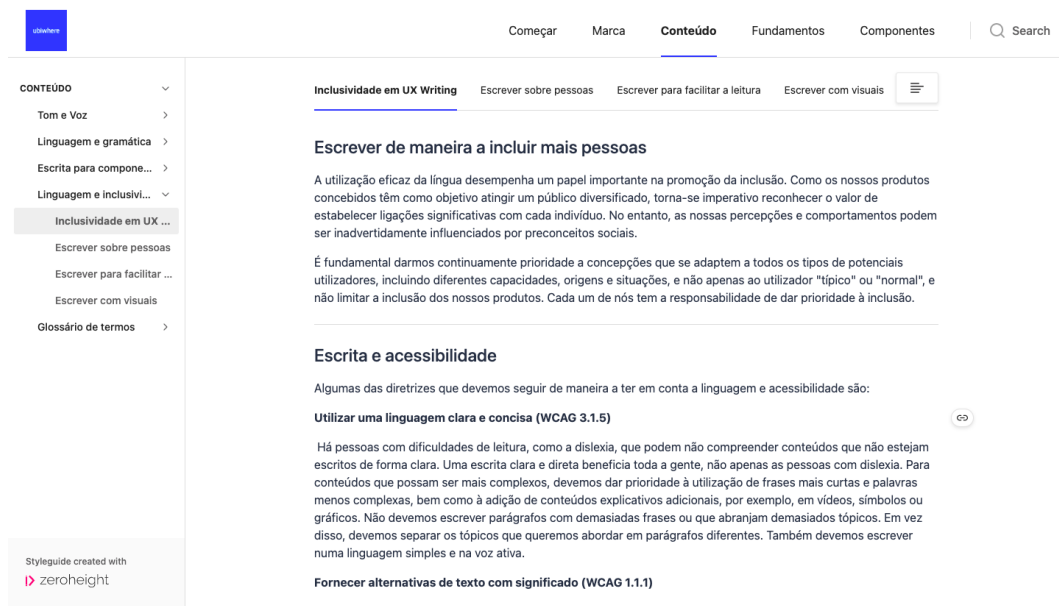 ubiwhere
Começar
Marca
Conteúdo
Fundamentos
Componentes
Search
CONTEÚDO
Tom e Voz
Linguagem e gramática
Escrita para compone...
Linguagem e inclusivi...
Inclusividade em UX ...
Escrever sobre pessoas
Escrever para facilitar ...
Escrever com visuais
Glossário de termos
Styleguide created with
zeroheight
Inclusividade em UX Writing
Escrever sobre pessoas
Escrever para facilitar a leitura
Escrever com visuais
Escrever de maneira a incluir mais pessoas
A utilização eficaz da língua desempenha um papel importante na promoção da inclusão. Como os nossos produtos
concebidos têm como objetivo atingir um público diversificado, torna-se imperativo reconhecer o valor de
estabelecer ligações significativas com cada indivíduo. No entanto, as nossas percepções e comportamentos podem
ser inadvertidamente influenciados por preconceitos sociais.
É fundamental darmos continuamente prioridade a concepções que se adaptem a todos os tipos de potenciais
utilizadores, incluindo diferentes capacidades, origens e situações, e não apenas ao utilizador "típico" ou "normal", e
não limitar a inclusão dos nossos produtos. Cada um de nós tem a responsabilidade de dar prioridade à inclusão.
Escrita e acessibilidade
Algumas das diretrizes que devemos seguir de maneira a ter em conta a linguagem e acessibilidade são:
Utilizar uma linguagem clara e concisa (WCAG 3.1.5)
Há pessoas com dificuldades de leitura, como a dislexia, que podem não compreender conteúdos que não estejam
escritos de forma clara. Uma escrita clara e direta beneficia toda a gente, não apenas as pessoas com dislexia. Para
conteúdos que possam ser mais complexos, devemos dar prioridade à utilização de frases mais curtas e palavras
menos complexas, bem como à adição de conteúdos explicativos adicionais, por exemplo, em vídeos, símbolos ou
gráficos. Não devemos escrever parágrafos com demasiadas frases ou que abranjam demasiados tópicos. Em vez
disso, devemos separar os tópicos que queremos abordar em parágrafos diferentes. Também devemos escrever
numa linguagem simples e na voz ativa.
Fornecer alternativas de texto com significado (WCAG 1.1.1)